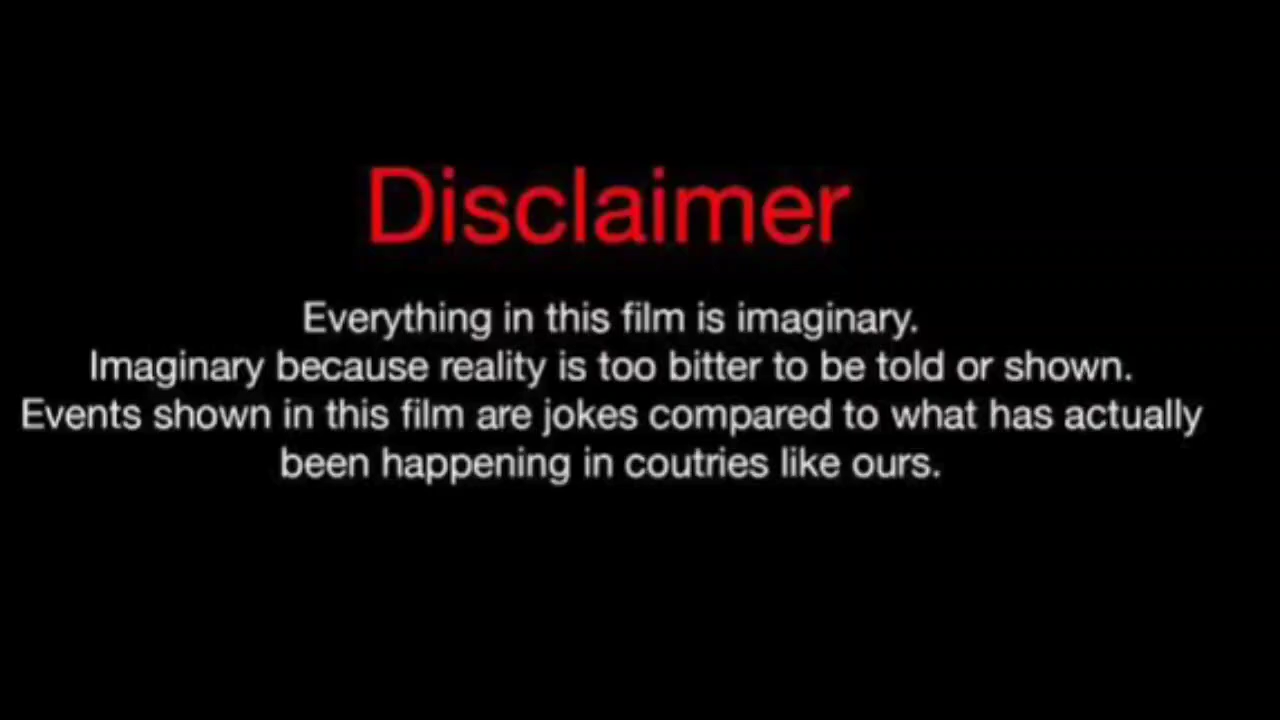 Disclaimer
Everything in this film is imaginary.
Imaginary because reality is too bitter to be told or shown.
Events shown in this film are jokes compared to what has actually
been happening in coutries like ours.